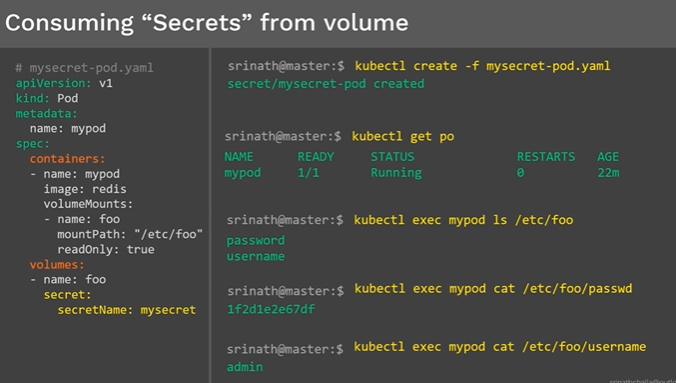 Consuming “Secrets” from volume
# mysecret-pod.yaml
apiVersion: v1
kind: Pod
metadata:
  name: mypod
spec:
  containers:
  - name: mypod
    image: redis
    volumeMounts:
    - name: foo
      mountPath: "/etc/foo"
      readOnly: true
  volumes:
  - name: foo
    secret:
      secretName: mysecret
srinath@master:$ kubectl create -f mysecret-pod.yaml
secret/mysecret-pod created
srinath@master:$ kubectl get po
NAME READY STATUS RESTARTS AGE
mypod 1/1 Running 0 22m
srinath@master:$ kubectl exec mypod ls /etc/foo
password
username
srinath@master:$ kubectl exec mypod cat /etc/foo/passwd
1f2d1e2e67df
srinath@master:$ kubectl exec mypod cat /etc/foo/username
admin